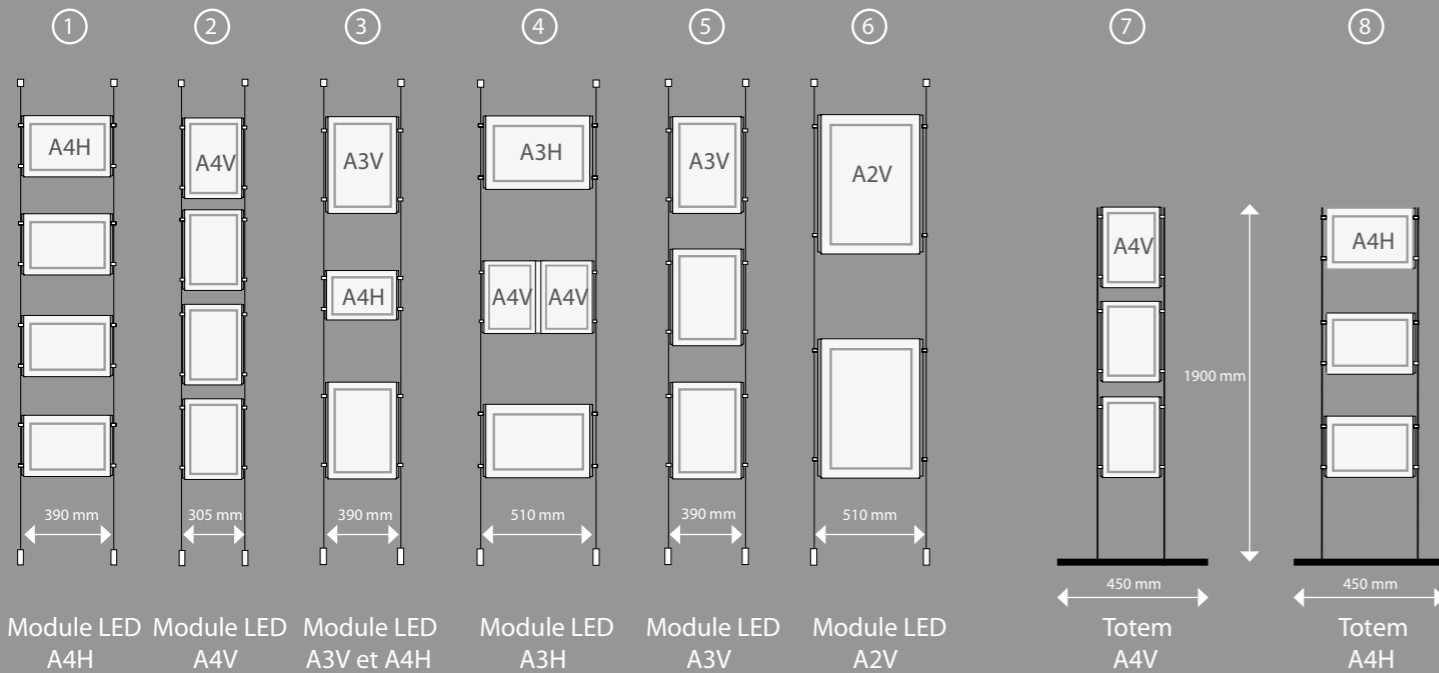 1 2 3 4 5 6 7 8
A4H A4V A3V A3H A3V A2V
A4V A4H
A4H A4V A4V
1900 mm
390 mm 305 mm 390 mm 510 mm 390 mm 510 mm
450 mm 450 mm
Module LED Module LED Module LED Module LED Module LED Module LED Totem Totem
A4H A4V A3V et A4H A3H A3V A2V A4V A4H